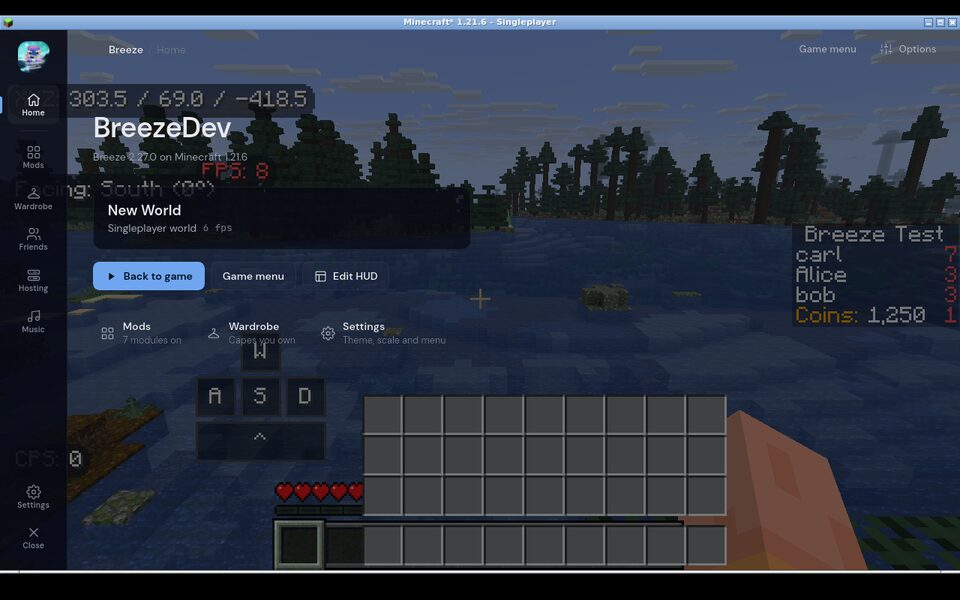 Minecraft* 1.21.6 - Singleplayer
Breeze / Home
Game menu
Options
303.5 / 69.0 / -418.5
Home
BreezeDev
Breeze 2.27.0 on Minecraft 1.21.6
FPS: 8
Mods
Facing: South (0°)
Wardrobe
New World
Singleplayer world 6 fps
Friends
Breeze Test
carl 7
Alice 3
bob 3
Coins: 1,250 1
Back to game
Game menu
Edit HUD
Hosting
Music
Mods
7 modules on
Wardrobe
Capes you own
Settings
Theme, scale and menu
W
A S D
^
CPS: 0
Settings
Close